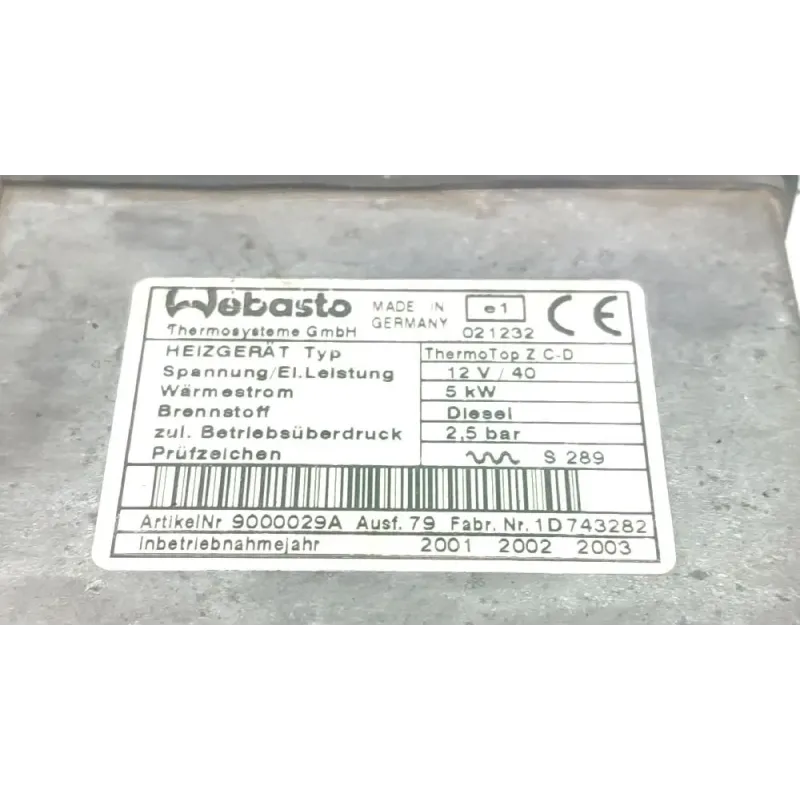 Webasto MADE IN GERMANY e1 CE
Thermosysteme GmbH 021232
HEIZGERÄT Typ ThermoTop Z C-D
Spannung/El.Leistung 12 V / 40
Wärmestrom 5 kW
Brennstoff Diesel
zul. Betriebsüberdruck 2,5 bar
Prüfzeichen S 289
ArtikelNr 9000029A Ausf. 79 Fabr. Nr. 1D743282
Inbetriebnahmejahr 2001 2002 2003